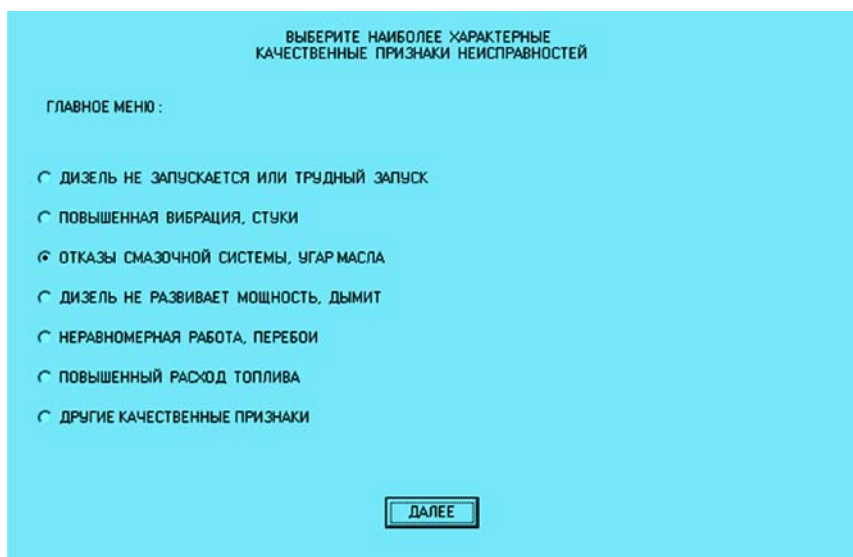 ВЫБЕРИТЕ НАИБОЛЕЕ ХАРАКТЕРНЫЕ
КАЧЕСТВЕННЫЕ ПРИЗНАКИ НЕИСПРАВНОСТЕЙ
ГЛАВНОЕ МЕНЮ :
ДИЗЕЛЬ НЕ ЗАПУСКАЕТСЯ ИЛИ ТРУДНЫЙ ЗАПУСК
ПОВЫШЕННАЯ ВИБРАЦИЯ, СТУКИ
ОТКАЗЫ СМАЗОЧНОЙ СИСТЕМЫ, УГАР МАСЛА
ДИЗЕЛЬ НЕ РАЗВИВАЕТ МОЩНОСТЬ, ДЫМИТ
НЕРАВНОМЕРНАЯ РАБОТА, ПЕРЕБОИ
ПОВЫШЕННЫЙ РАСХОД ТОПЛИВА
ДРУГИЕ КАЧЕСТВЕННЫЕ ПРИЗНАКИ
ДАЛЕЕ